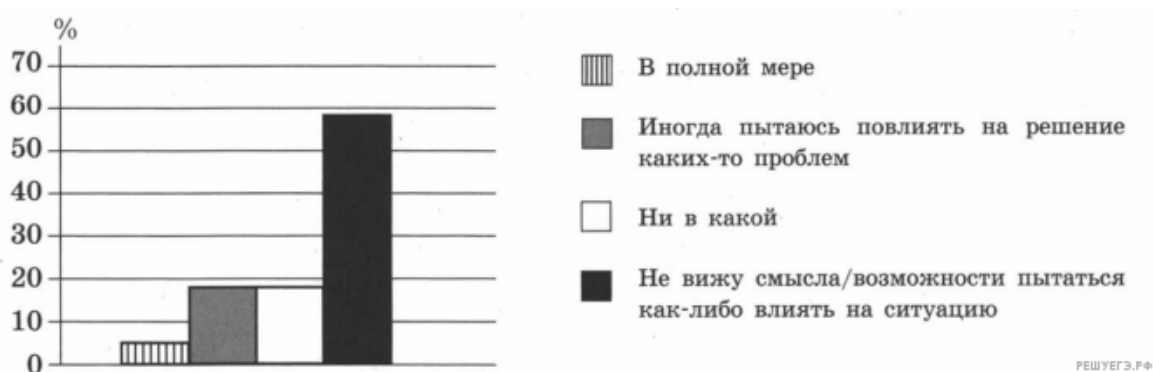 %
70
60
50
40
30
20
10
0
В полной мере
Иногда пытаюсь повлиять на решение
каких-то проблем
Ни в какой
Не вижу смысла/возможности пытаться
как-либо влиять на ситуацию
РЕШУЕГЭ.РФ